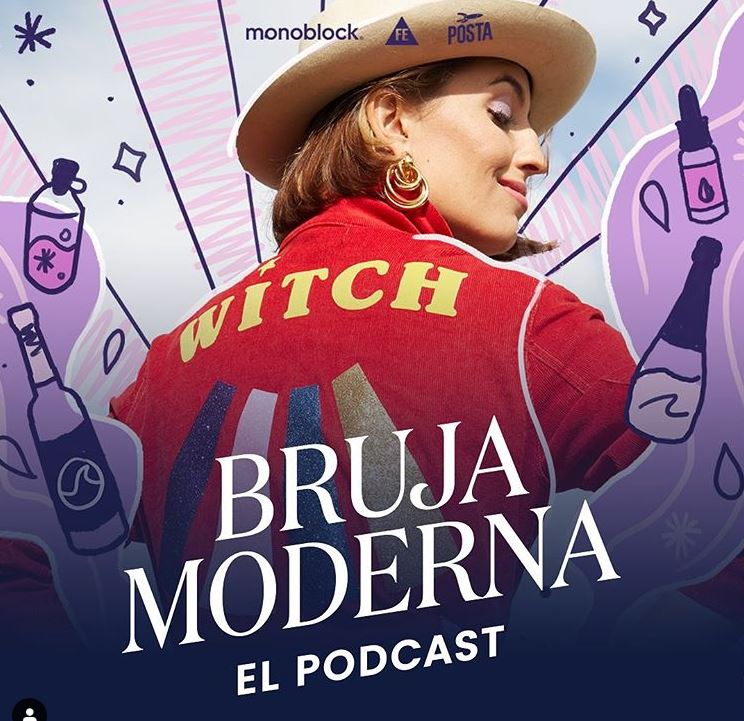 monoblock. FE POSTA
WITCH
BRUJA
MODERNA
EL PODCAST